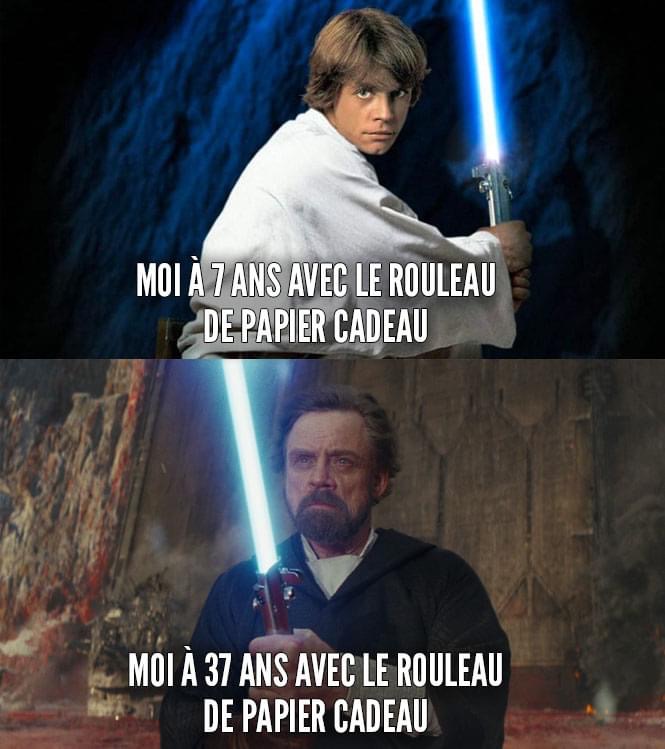 MOI À 7 ANS AVEC LE ROULEAU
DE PAPIER CADEAU
MOI À 37 ANS AVEC LE ROULEAU
DE PAPIER CADEAU